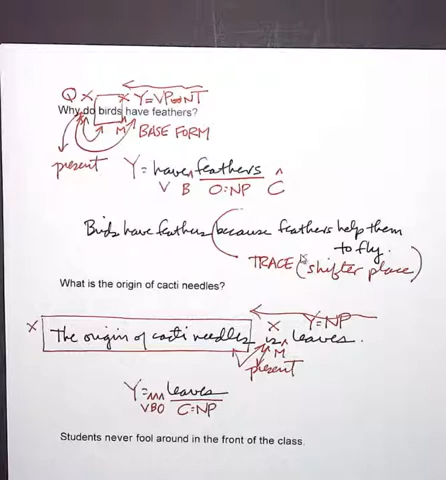 Q X X Y=VP NT
Why do birds have feathers?
M BASE FORM
present
Y = have feathers
V B O:NP C
Birds have feathers (because feathers help them
to fly.
TRACE (shifter place)
What is the origin of cacti needles?
X X Y=NP
The origin of cacti needles is leaves.
M
present
Y = leaves
VBO C=NP
Students never fool around in the front of the class.